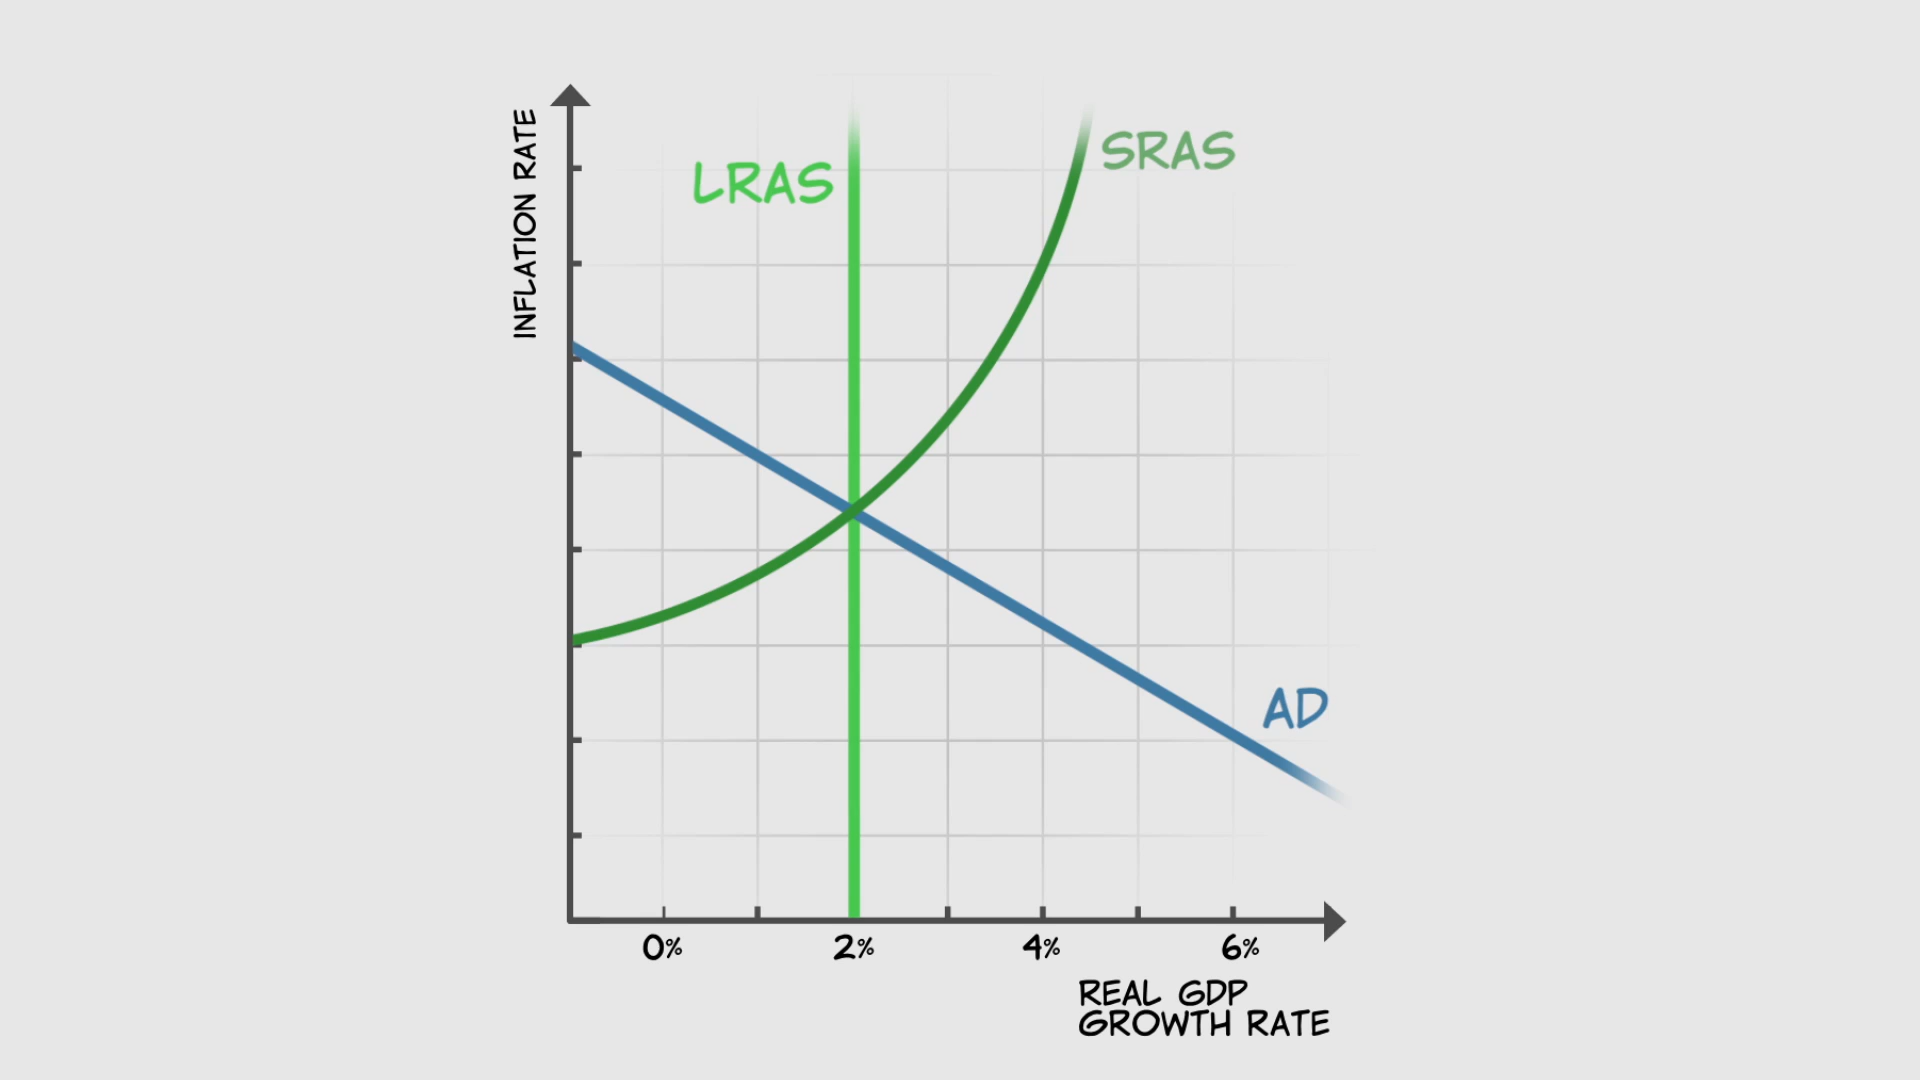 INFLATION RATE
LRAS
SRAS
AD
0%
2%
4%
6%
REAL GDP
GROWTH RATE